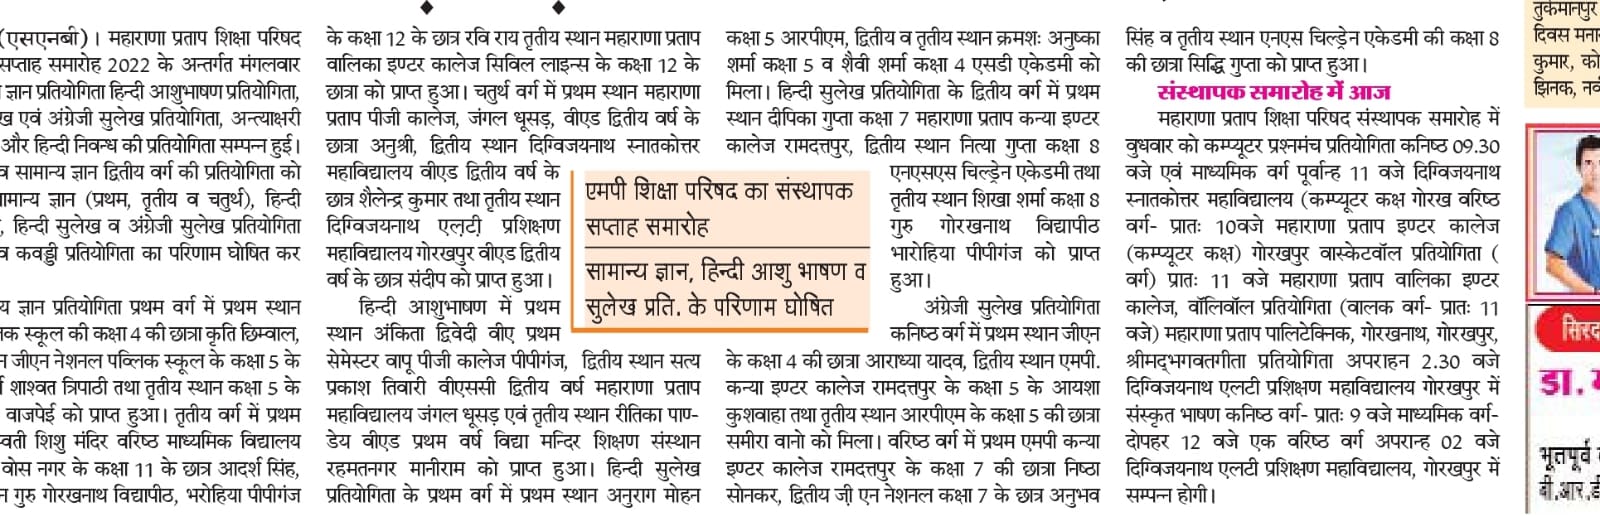 (एसएनबी)। महाराणा प्रताप शिक्षा परिषद
सप्ताह समारोह 2022 के अन्तर्गत मंगलवार
ज्ञान प्रतियोगिता हिन्दी आशुभाषण प्रतियोगिता,
ख एवं अंग्रेजी सुलेख प्रतियोगिता, अन्त्याक्षरी
और हिन्दी निवन्ध की प्रतियोगिता सम्पन्न हुई।
व सामान्य ज्ञान द्वितीय वर्ग की प्रतियोगिता को
ामान्य ज्ञान (प्रथम, तृतीय व चतुर्थ), हिन्दी
, हिन्दी सुलेख व अंग्रेजी सुलेख प्रतियोगिता
व कवड्डी प्रतियोगिता का परिणाम घोषित कर
य ज्ञान प्रतियोगिता प्रथम वर्ग में प्रथम स्थान
नक स्कूल की कक्षा 4 की छात्रा कृति छिम्वाल,
न जीएन नेशनल पव्लिक स्कूल के कक्षा 5 के
शाश्वत त्रिपाठी तथा तृतीय स्थान कक्षा 5 के
वाजपेई को प्राप्त हुआ। तृतीय वर्ग में प्रथम
वती शिशु मंदिर वरिष्ठ माध्यमिक विद्यालय
वोस नगर के कक्षा 11 के छात्र आदर्श सिंह,
न गुरु गोरखनाथ विद्यापीठ, भरोहिया पीपीगंज
के कक्षा 12 के छात्र रवि राय तृतीय स्थान महाराणा प्रताप
वालिका इण्टर कालेज सिविल लाइन्स के कक्षा 12 के
छात्रा को प्राप्त हुआ। चतुर्थ वर्ग में प्रथम स्थान महाराणा
प्रताप पीजी कालेज, जंगल धूसड़, वीएड द्वितीय वर्ष के
छात्रा अनुश्री, द्वितीय स्थान दिग्विजयनाथ स्नातकोत्तर
महाविद्यालय वीएड द्वितीय वर्ष के
छात्र शैलेन्द्र कुमार तथा तृतीय स्थान
दिग्विजयनाथ एलटी प्रशिक्षण
महाविद्यालय गोरखपुर वीएड द्वितीय
वर्ष के छात्र संदीप को प्राप्त हुआ।
हिन्दी आशुभाषण में प्रथम
स्थान अंकिता द्विवेदी वीए प्रथम
सेमेस्टर वापू पीजी कालेज पीपीगंज, द्वितीय स्थान सत्य
प्रकाश तिवारी वीएससी द्वितीय वर्ष महाराणा प्रताप
महाविद्यालय जंगल धूसड़ एवं तृतीय स्थान रीतिका पाण-
डेय वीएड प्रथम वर्ष विद्या मन्दिर शिक्षण संस्थान
रहमतनगर मानीराम को प्राप्त हुआ। हिन्दी सुलेख
प्रतियोगिता के प्रथम वर्ग में प्रथम स्थान अनुराग मोहन
एमपी शिक्षा परिषद का संस्थापक
सप्ताह समारोह
सामान्य ज्ञान, हिन्दी आशु भाषण व
सुलेख प्रति. के परिणाम घोषित
कक्षा 5 आरपीएम, द्वितीय व तृतीय स्थान क्रमशः अनुष्का
शर्मा कक्षा 5 व शैवी शर्मा कक्षा 4 एसडी एकेडमी को
मिला। हिन्दी सुलेख प्रतियोगिता के द्वितीय वर्ग में प्रथम
स्थान दीपिका गुप्ता कक्षा 7 महाराणा प्रताप कन्या इण्टर
कालेज रामदत्तपुर, द्वितीय स्थान नित्या गुप्ता कक्षा 8
एनएसएस चिल्ड्रेन एकेडमी तथा
तृतीय स्थान शिखा शर्मा कक्षा 8
गुरु गोरखनाथ विद्यापीठ
भारोहिया पीपीगंज को प्राप्त
हुआ।
अंग्रेजी सुलेख प्रतियोगिता
कनिष्ठ वर्ग में प्रथम स्थान जीएन
के कक्षा 4 की छात्रा आराध्या यादव, द्वितीय स्थान एमपी.
कन्या इण्टर कालेज रामदत्तपुर के कक्षा 5 के आयशा
कुशवाहा तथा तृतीय स्थान आरपीएम के कक्षा 5 की छात्रा
समीरा वानो को मिला। वरिष्ठ वर्ग में प्रथम एमपी कन्या
इण्टर कालेज रामदत्तपुर के कक्षा 7 की छात्रा निष्ठा
सोनकर, द्वितीय जी़ एन नेशनल कक्षा 7 के छात्र अनुभव
सिंह व तृतीय स्थान एनएस चिल्ड्रेन एकेडमी की कक्षा 8
की छात्रा सिद्धि गुप्ता को प्राप्त हुआ।
संस्थापक समारोह में आज
महाराणा प्रताप शिक्षा परिषद संस्थापक समारोह में
वुधवार को कम्प्यूटर प्रश्नमंच प्रतियोगिता कनिष्ठ 09.30
वजे एवं माध्यमिक वर्ग पूर्वान्ह 11 वजे दिग्विजयनाथ
स्नातकोत्तर महाविद्यालय (कम्प्यूटर कक्ष गोरख वरिष्ठ
वर्ग- प्रातः 10वजे महाराणा प्रताप इण्टर कालेज
(कम्प्यूटर कक्ष) गोरखपुर वास्केटवॉल प्रतियोगिता (
वर्ग) प्रातः 11 वजे महाराणा प्रताप वालिका इण्टर
कालेज, वॉलिवॉल प्रतियोगिता (वालक वर्ग- प्रातः 11
वजे) महाराणा प्रताप पालिटेक्निक, गोरखनाथ, गोरखपुर,
श्रीमद्भगवतगीता प्रतियोगिता अपराहन 2.30 वजे
दिग्विजयनाथ एलटी प्रशिक्षण महाविद्यालय गोरखपुर में
संस्कृत भाषण कनिष्ठ वर्ग- प्रातः 9 वजे माध्यमिक वर्ग-
दोपहर 12 वजे एक वरिष्ठ वर्ग अपरान्ह 02 वजे
दिग्विजयनाथ एलटी प्रशिक्षण महाविद्यालय, गोरखपुर में
सम्पन्न होगी।
तुर्कमानपुर
दिवस मना
कुमार, को
झिनक, नव
सिरद
डा.
भूतपूर्व
बी.आर.डी